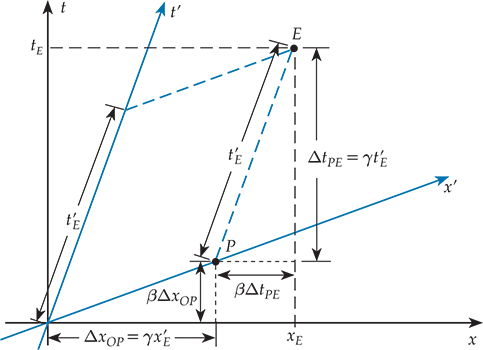 t
t′
E
t_E
t′_E
Δt_PE = γt′_E
t′_E
x′
P
βΔx_OP
βΔt_PE
Δx_OP = γx′_E
x_E
x